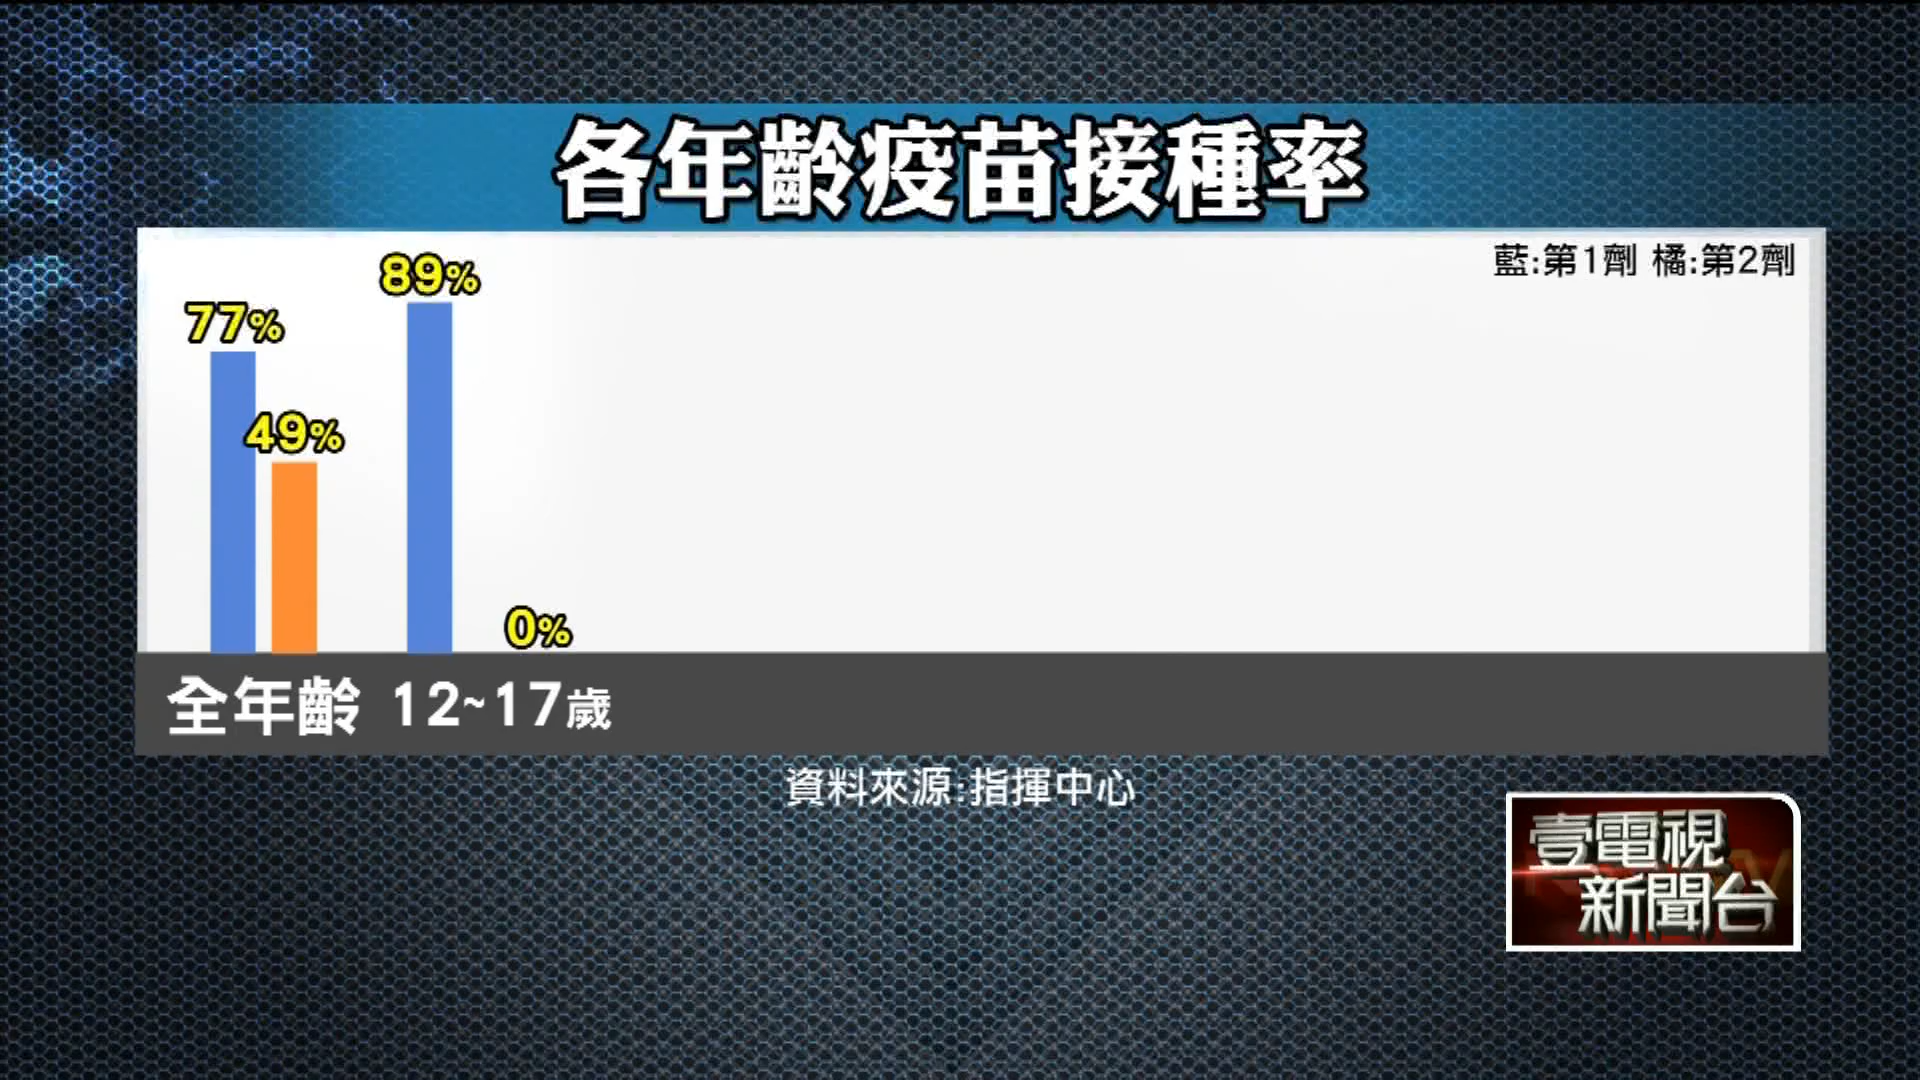 各年齡疫苗接種率
藍:第1劑 橘:第2劑
89%
77%
49%
0%
全年齡 12~17歲
資料來源:指揮中心
壹電視
新聞台